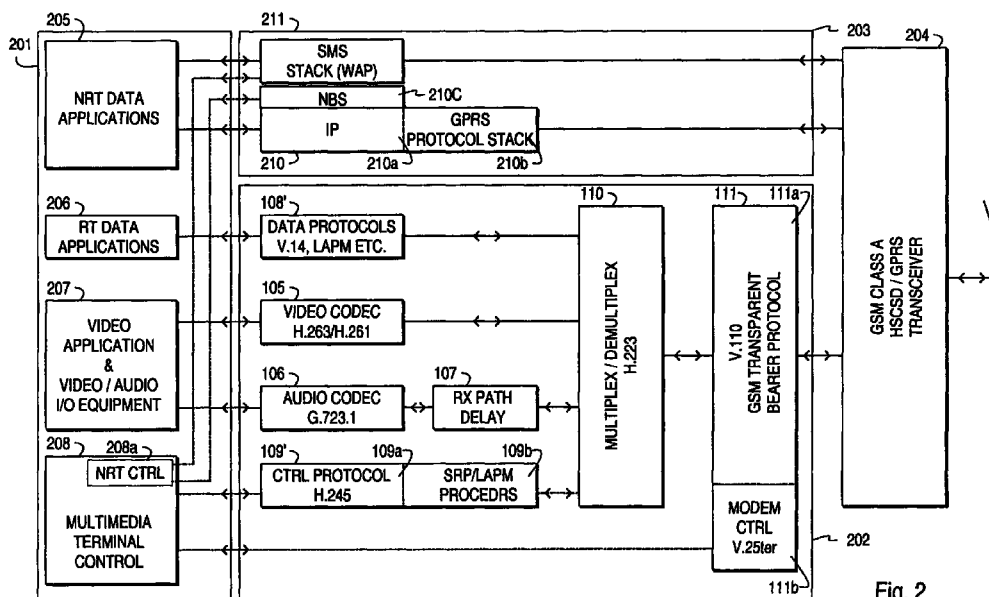 205
211
203
201
204
NRT DATA
APPLICATIONS
SMS
STACK (WAP)
NBS
210C
IP
GPRS
PROTOCOL STACK
210
210a
210b
206
RT DATA
APPLICATIONS
108'
DATA PROTOCOLS
V.14, LAPM ETC.
110
111
111a
207
VIDEO
APPLICATION
&
VIDEO / AUDIO
I/O EQUIPMENT
105
VIDEO CODEC
H.263/H.261
106
AUDIO CODEC
G.723.1
107
RX PATH
DELAY
MULTIPLEX / DEMULTIPLEX
H.223
V.110
GSM TRANSPARENT
BEARER PROTOCOL
GSM CLASS A
HSCSD / GPRS
TRANSCEIVER
208
208a
NRT CTRL
MULTIMEDIA
TERMINAL
CONTROL
109'
109a
109b
CTRL PROTOCOL
H.245
SRP/LAPM
PROCEDRS
MODEM
CTRL
V.25ter
202
111b
Fig. 2